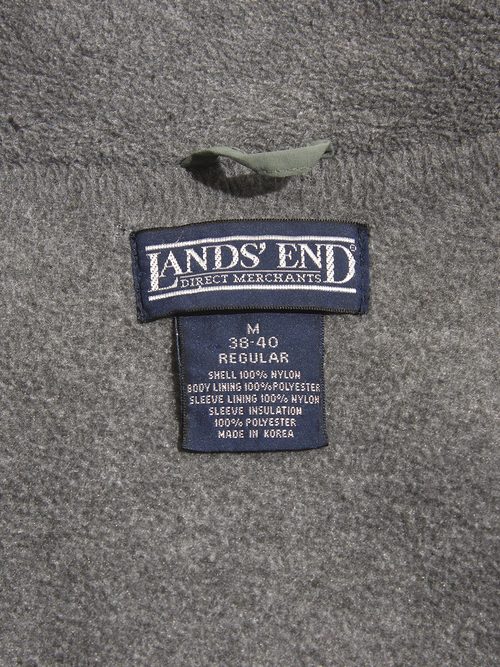 LANDS' END®
DIRECT MERCHANTS
M
38-40
REGULAR
SHELL 100% NYLON
BODY LINING 100% POLYESTER
SLEEVE LINING 100% NYLON
SLEEVE INSULATION
100% POLYESTER
MADE IN KOREA